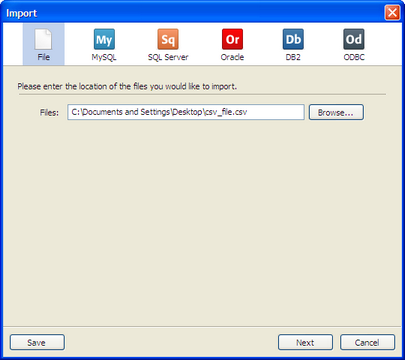 Import
My Sq Or Db Od
File MySQL SQL Server Oracle DB2 ODBC
Please enter the location of the files you would like to import.
Files: C:\Documents and Settings\Desktop\csv_file.csv Browse...
Save Next Cancel